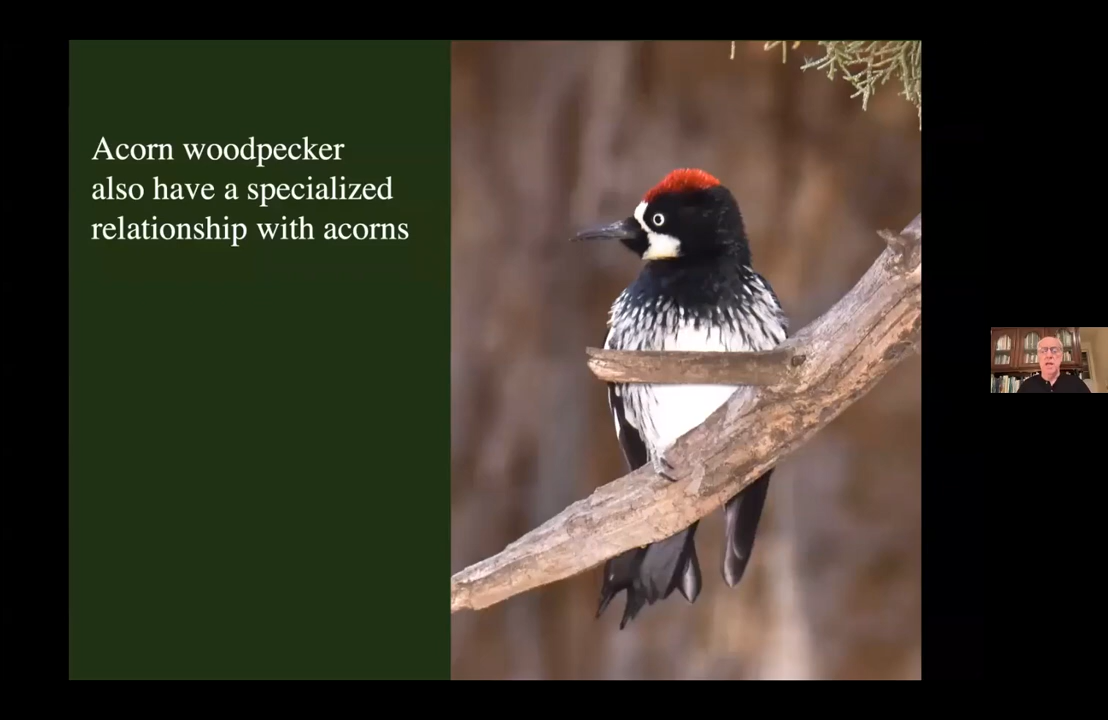 Acorn woodpecker
also have a specialized
relationship with acorns